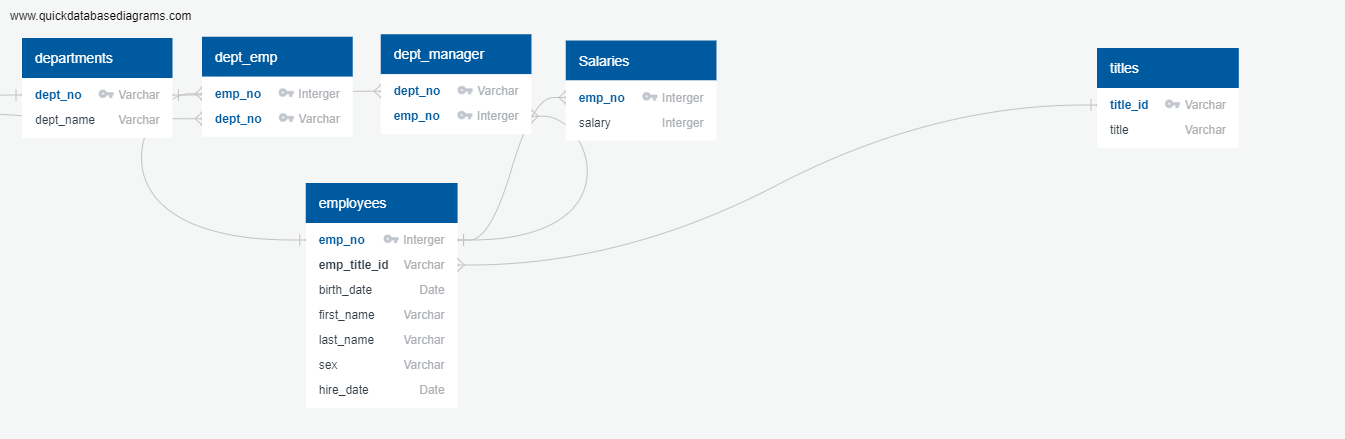 www.quickdatabasediagrams.com
departments
dept_no Varchar
dept_name Varchar
dept_emp
emp_no Interger
dept_no Varchar
dept_manager
dept_no Varchar
emp_no Interger
Salaries
emp_no Interger
salary Interger
titles
title_id Varchar
title Varchar
employees
emp_no Interger
emp_title_id Varchar
birth_date Date
first_name Varchar
last_name Varchar
sex Varchar
hire_date Date